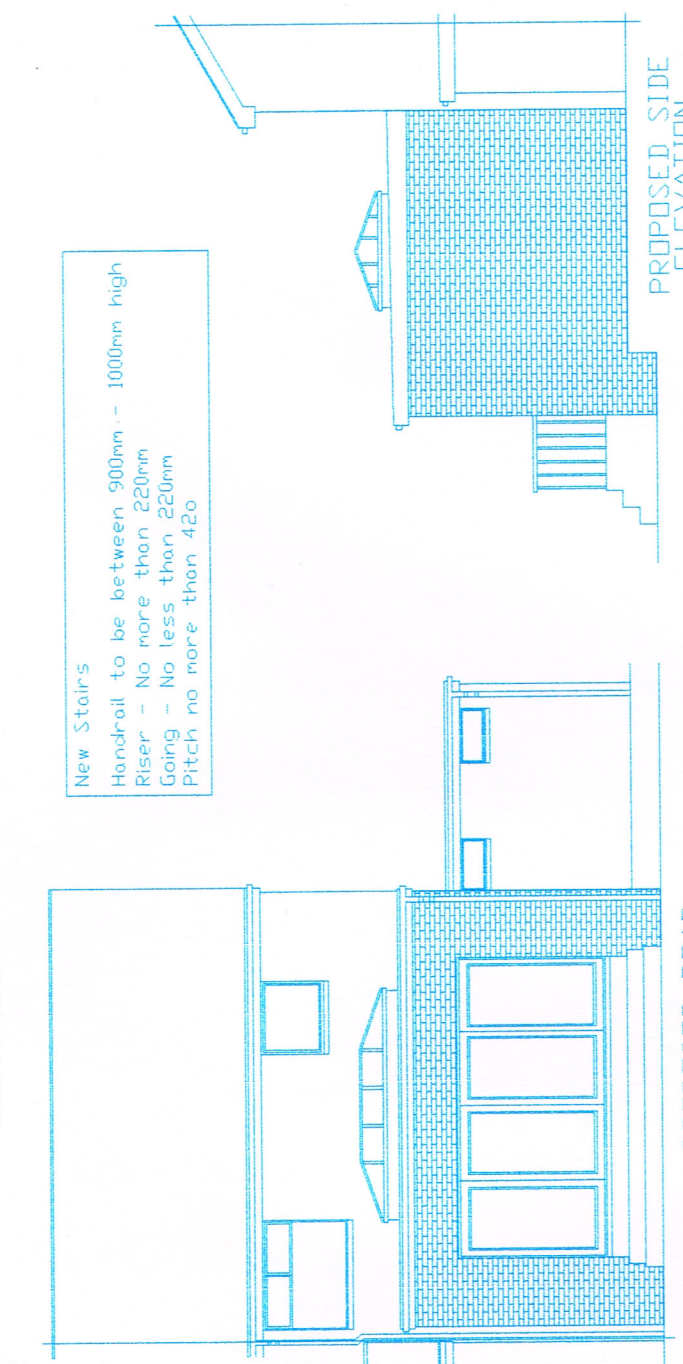 New Stairs
Handrail to be between 900mm - 1000mm high
Riser - No more than 220mm
Going - No less than 220mm
Pitch no more than 42o
PROPOSED SIDE
ELEVATION